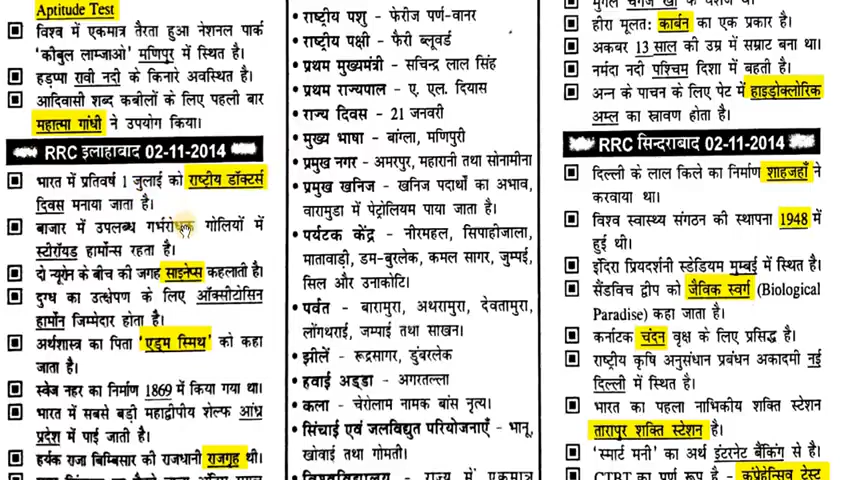 Aptitude Test
विश्व में एकमात्र तैरता हुआ नेशनल पार्क
'कीबुल लाम्जाओ' मणिपुर में स्थित है।
हड़प्पा रावी नदी के किनारे अवस्थित है।
आदिवासी शब्द कबीलों के लिए पहली बार
महात्मा गांधी ने उपयोग किया।
RRC इलाहावाद 02-11-2014
भारत में प्रतिवर्ष 1 जुलाई को राष्ट्रीय डॉक्टर्स
दिवस मनाया जाता है।
बाजार में उपलब्ध गर्भरोधक गोलियों में
स्टीरॉयड हार्मोन्स रहता है।
दो न्यूरोन के बीच की जगह साइनेप्स कहलाती है।
दुग्ध का उत्क्षेपण के लिए ऑक्सीटोसिन
हार्मोन जिम्मेदार होता है।
अर्थशास्त्र का पिता 'एडम स्मिथ' को कहा
जाता है।
स्वेज नहर का निर्माण 1869 में किया गया था।
भारत में सबसे बड़ी महाद्वीपीय शेल्फ आंध्र
प्रदेश में पाई जाती है।
हर्यक राजा बिम्बिसार की राजधानी राजगृह थी।
• राष्ट्रीय पशु - फेरीज पर्ण-वानर
• राष्ट्रीय पक्षी - फैरी ब्लूवर्ड
• प्रथम मुख्यमंत्री - सचिन्द्र लाल सिंह
• प्रथम राज्यपाल - ए. एल. दियास
• राज्य दिवस - 21 जनवरी
• मुख्य भाषा - बांग्ला, मणिपुरी
• प्रमुख नगर - अमरपुर, महारानी तथा सोनामीना
• प्रमुख खनिज - खनिज पदार्थों का अभाव,
वारामुडा में पेट्रोलियम पाया जाता है।
• पर्यटक केंद्र - नीरमहल, सिपाहीजाला,
मातावाड़ी, डम-बुरलेक, कमल सागर, जुम्पई,
सिल और उनाकोटि।
• पर्वत - बारामुरा, अथरामुरा, देवतामुरा,
लोंगथराई, जम्पाई तथा साखन।
• झीलें - रूद्रसागर, डुंबरलेक
• हवाई अड्डा - अगरतल्ला
• कला - चेरोलाम नामक बांस नृत्य।
• सिंचाई एवं जलविद्युत परियोजनाएँ - भानू,
खोवाई तथा गोमती।
• विश्वविद्यालय - राज्य में एकमात्र
हीरा मूलतः कार्बन का एक प्रकार है।
अकबर 13 साल की उम्र में सम्राट बना था।
नर्मदा नदी पश्चिम दिशा में बहती है।
अन्न के पाचन के लिए पेट में हाइड्रोक्लोरिक
अम्ल का स्रावण होता है।
RRC सिन्दराबाद 02-11-2014
दिल्ली के लाल किले का निर्माण शाहजहाँ ने
करवाया था।
विश्व स्वास्थ्य संगठन की स्थापना 1948 में
हुई थी।
इंदिरा प्रियदर्शनी स्टेडियम मुम्बई में स्थित है।
सैंडविच द्वीप को जैविक स्वर्ग (Biological
Paradise) कहा जाता है।
कर्नाटक चंदन वृक्ष के लिए प्रसिद्ध है।
राष्ट्रीय कृषि अनुसंधान प्रवंधन अकादमी नई
दिल्ली में स्थित है।
भारत का पहला नाभिकीय शक्ति स्टेशन
तारापुर शक्ति स्टेशन है।
'स्मार्ट मनी' का अर्थ इंटरनेट बैंकिंग से है।
CTBT का पूर्ण रूप है - कंप्रेहेन्सिव टेस्ट